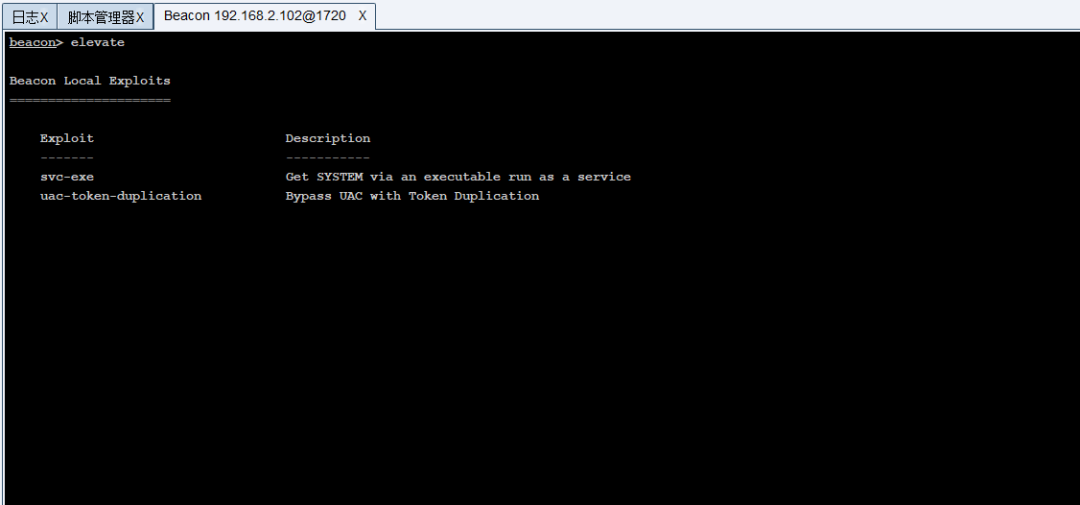 日志X 脚本管理器X Beacon 192.168.2.102@1720 X
beacon> elevate
Beacon Local Exploits
=====================
Exploit Description
------- -----------
svc-exe Get SYSTEM via an executable run as a service
uac-token-duplication Bypass UAC with Token Duplication